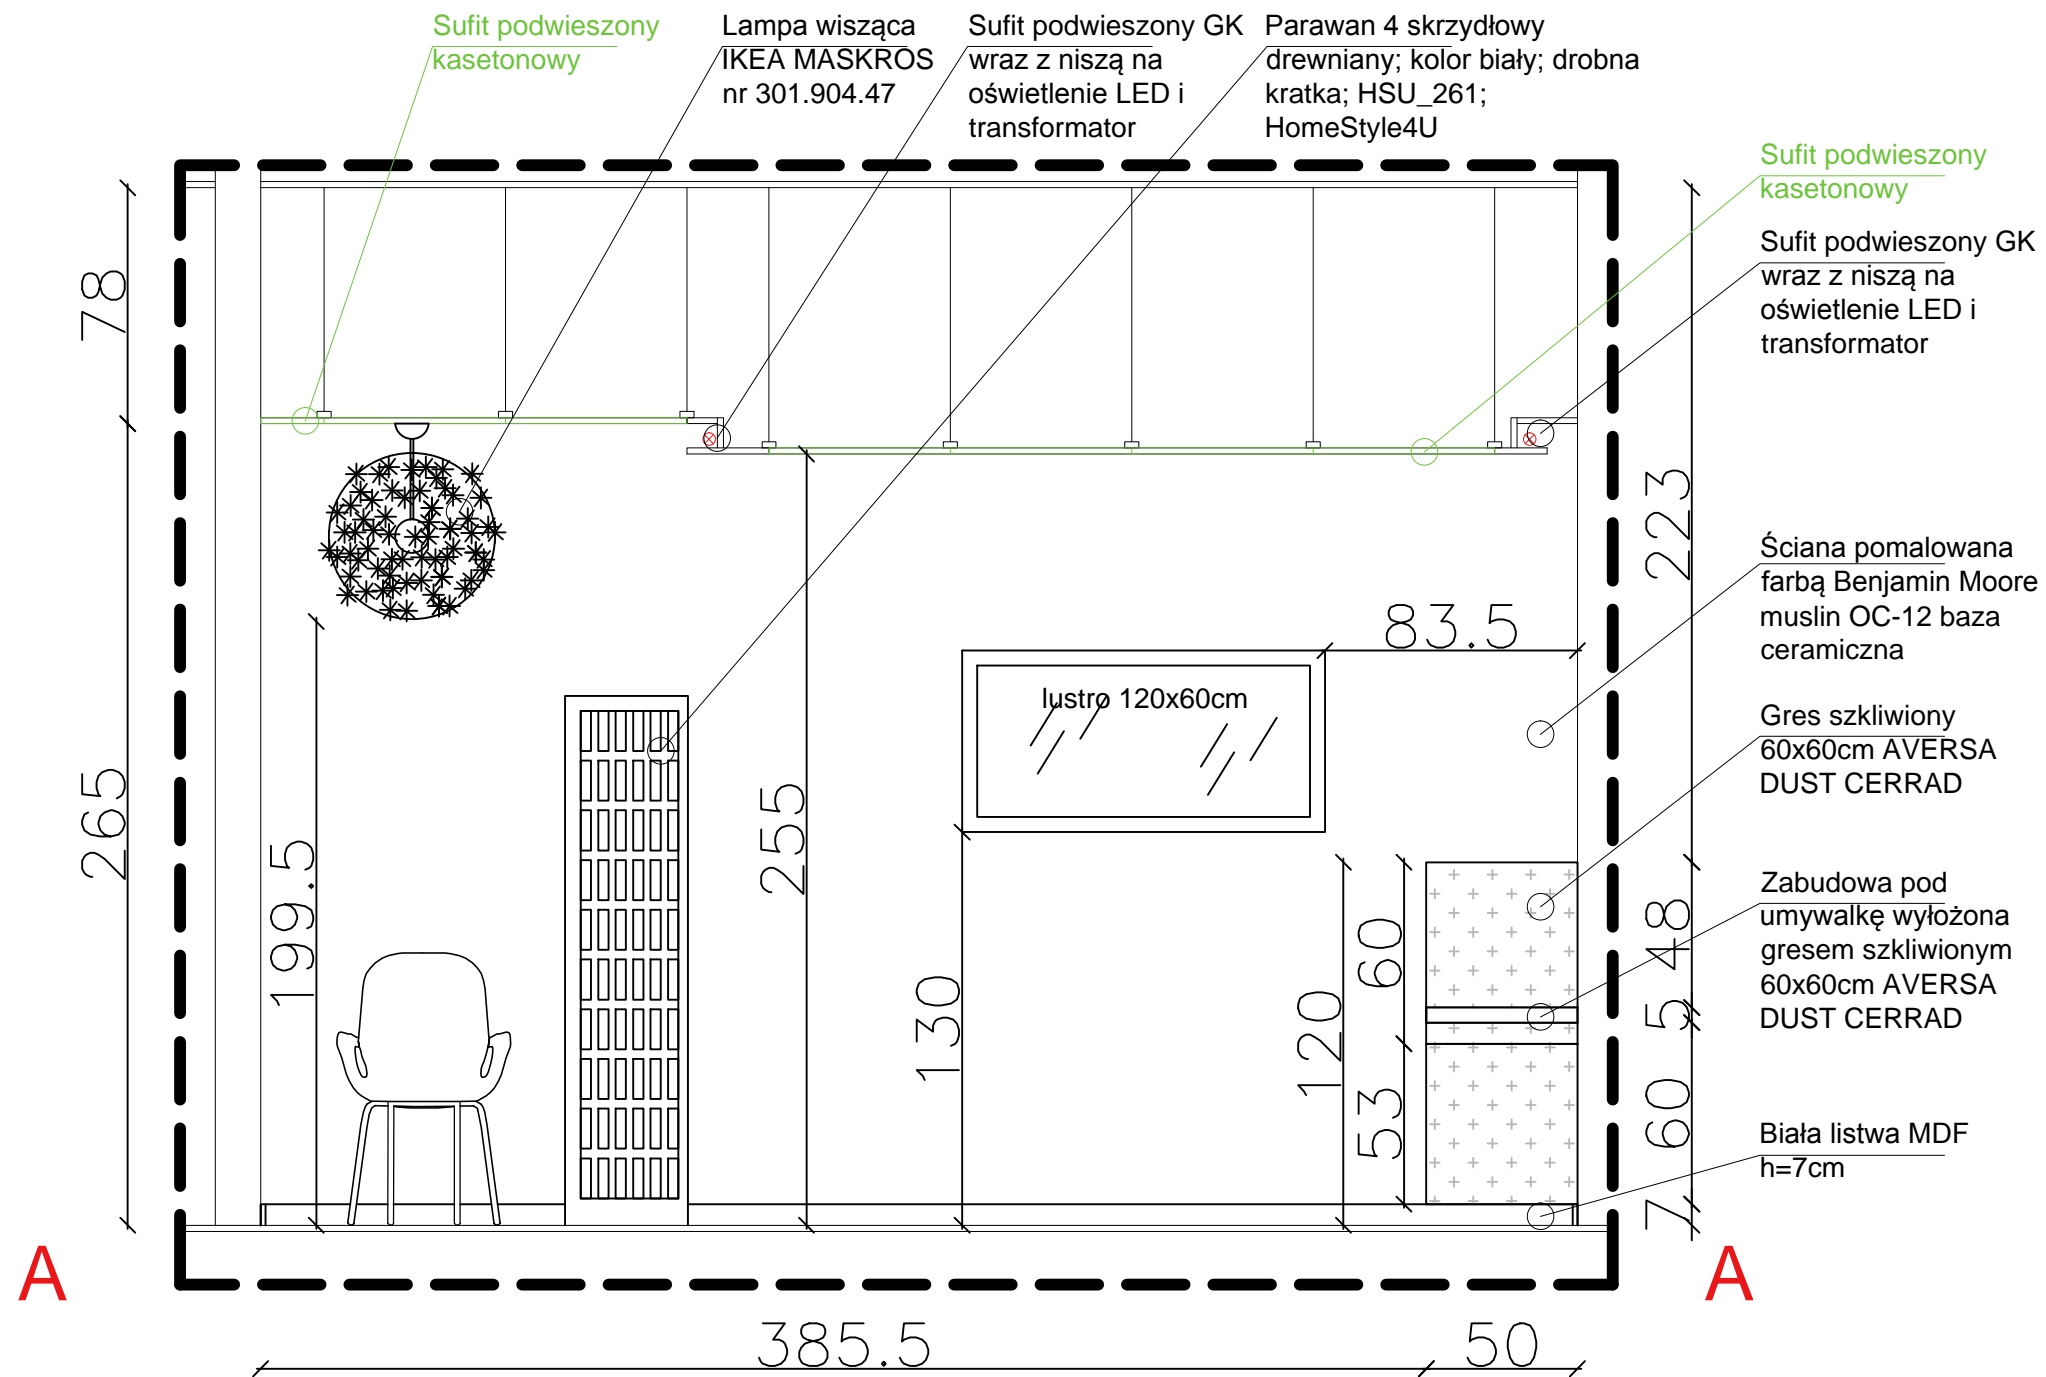 Sufit podwieszony
kasetonowy
Lampa wisząca
IKEA MASKROS
nr 301.904.47
Sufit podwieszony GK
wraz z niszą na
oświetlenie LED i
transformator
Parawan 4 skrzydłowy
drewniany; kolor biały; drobna
kratka; HSU_261;
HomeStyle4U
Sufit podwieszony
kasetonowy
Sufit podwieszony GK
wraz z niszą na
oświetlenie LED i
transformator
Ściana pomalowana
farbą Benjamin Moore
muslin OC-12 baza
ceramiczna
Gres szkliwiony
60x60cm AVERSA
DUST CERRAD
Zabudowa pod
umywalkę wyłożona
gresem szkliwionym
60x60cm AVERSA
DUST CERRAD
Biała listwa MDF
h=7cm
78
265
199.5
255
130
lustro 120x60cm
83.5
120
60
53
223
48
5
60
7
A
A
385.5
50